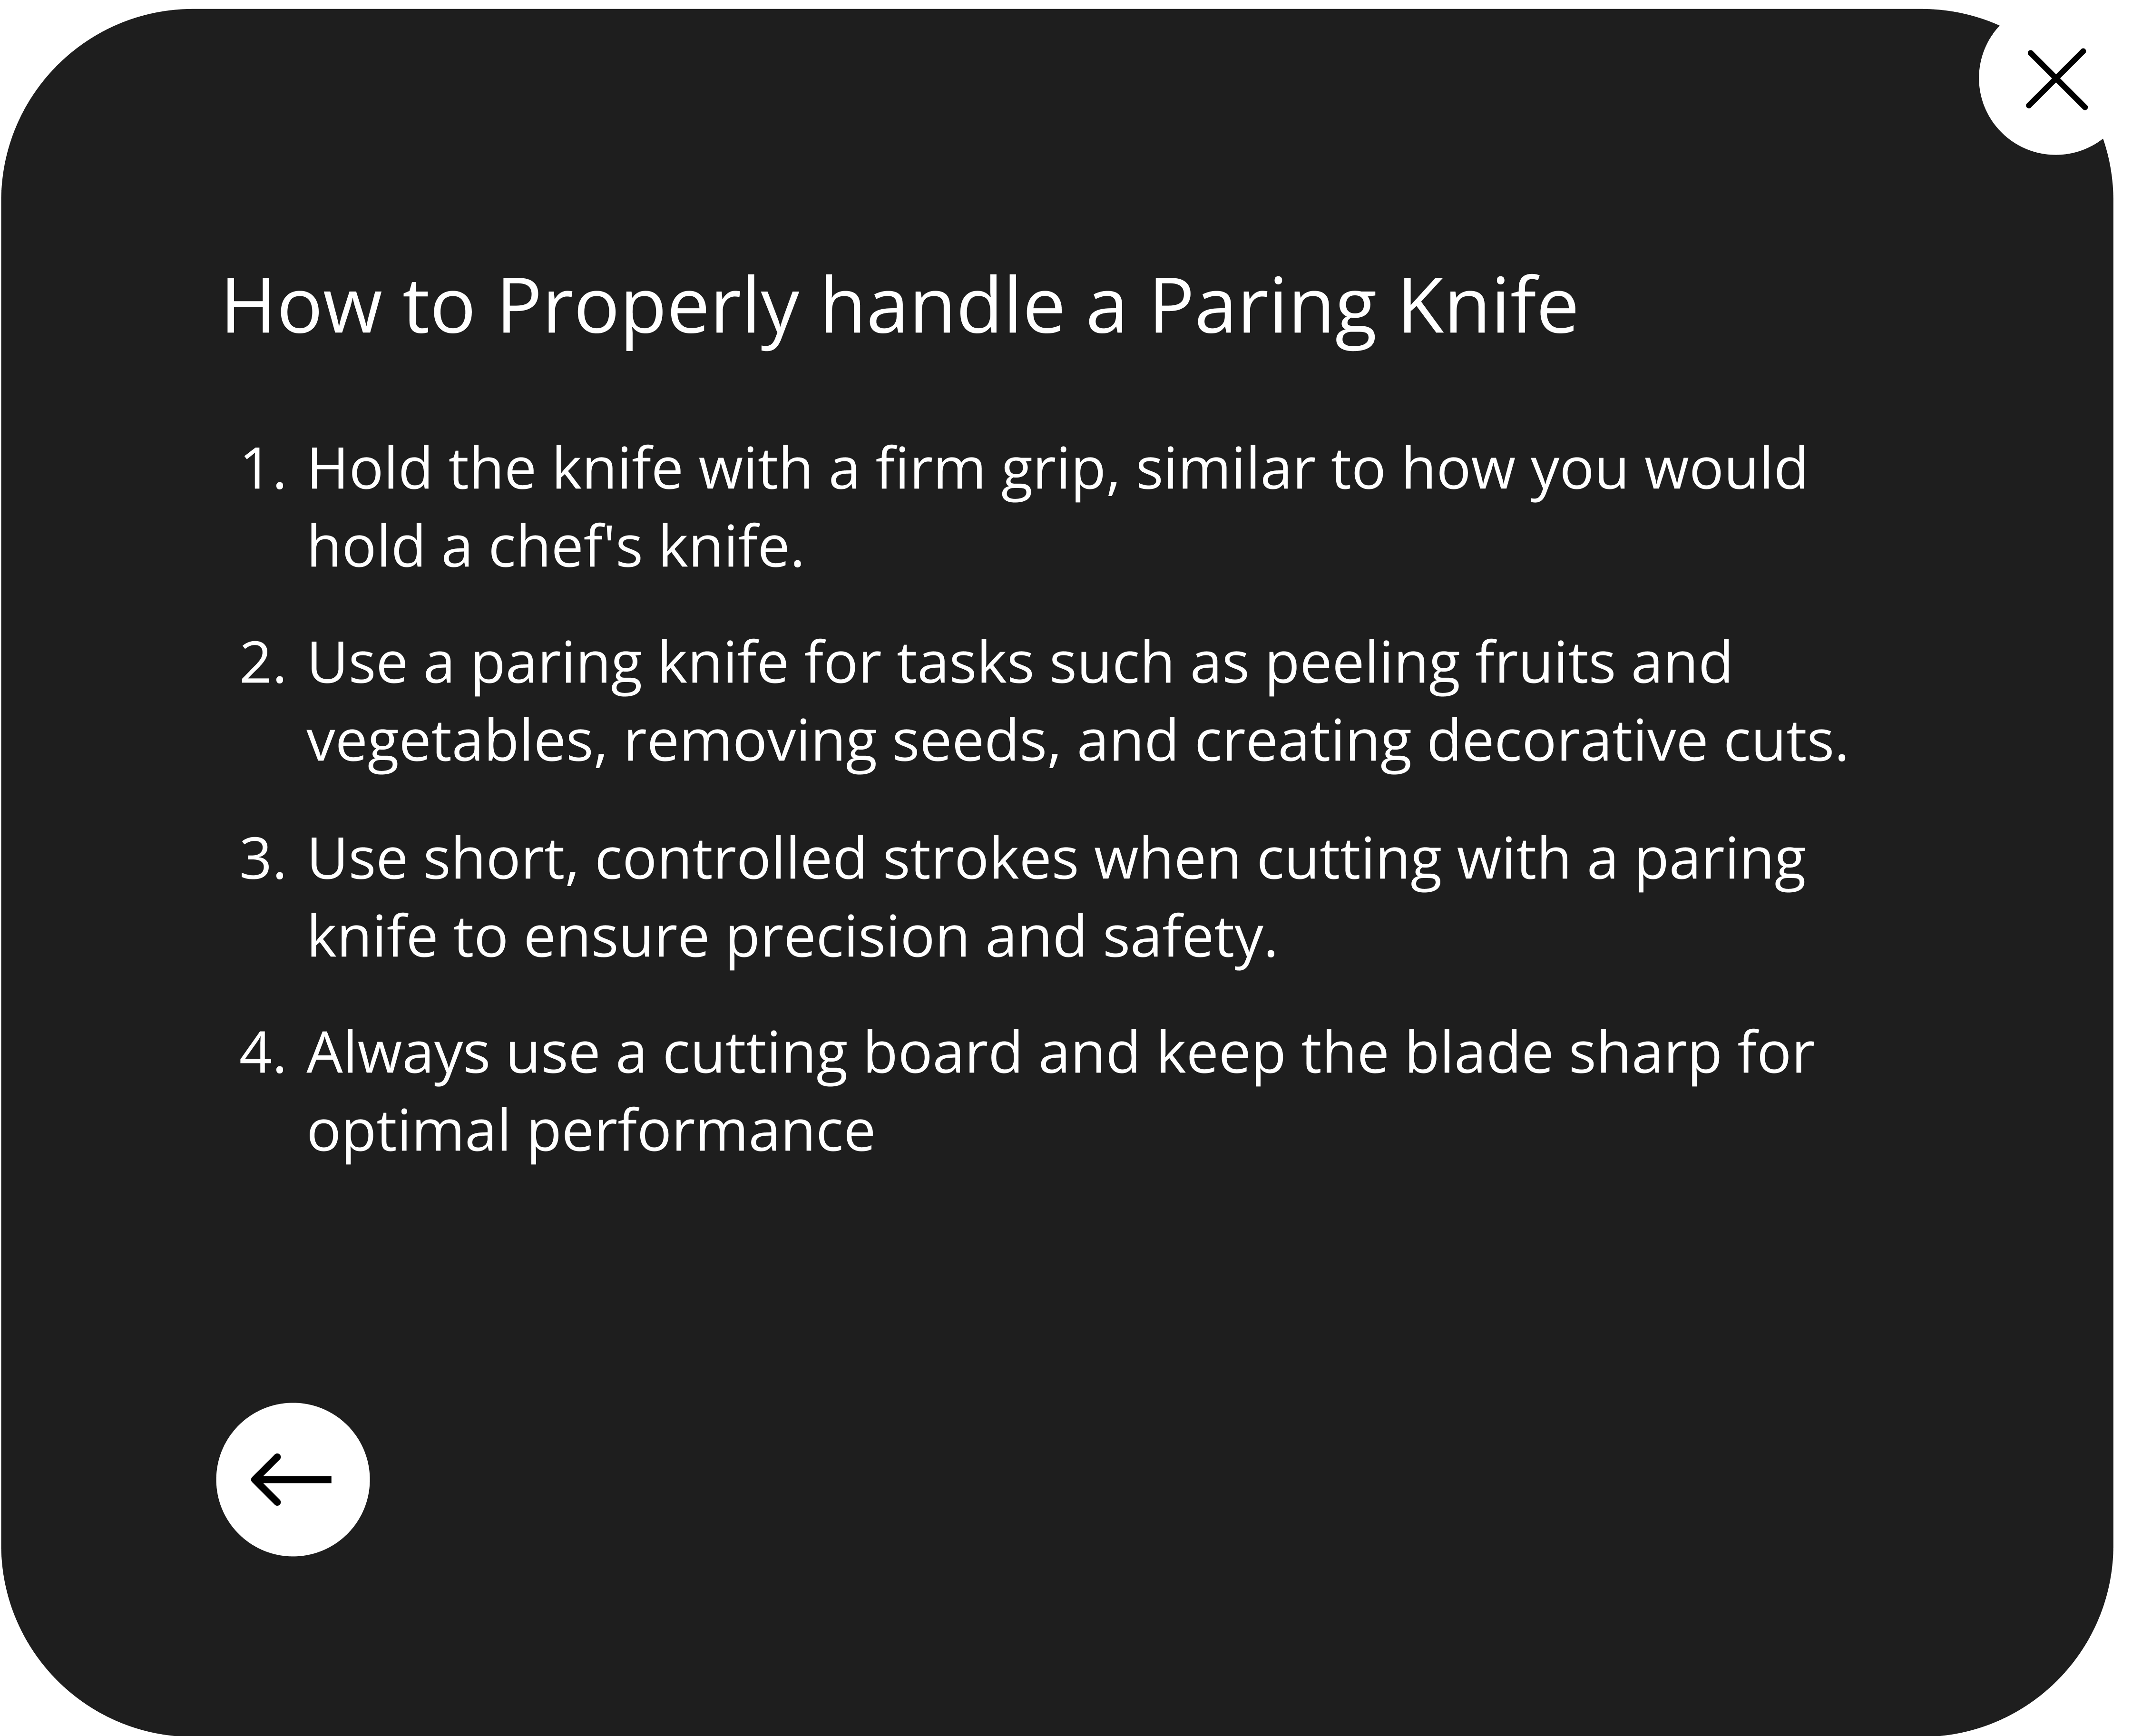 How to Properly handle a Paring Knife
1. Hold the knife with a firm grip, similar to how you would
hold a chef's knife.
2. Use a paring knife for tasks such as peeling fruits and
vegetables, removing seeds, and creating decorative cuts.
3. Use short, controlled strokes when cutting with a paring
knife to ensure precision and safety.
4. Always use a cutting board and keep the blade sharp for
optimal performance